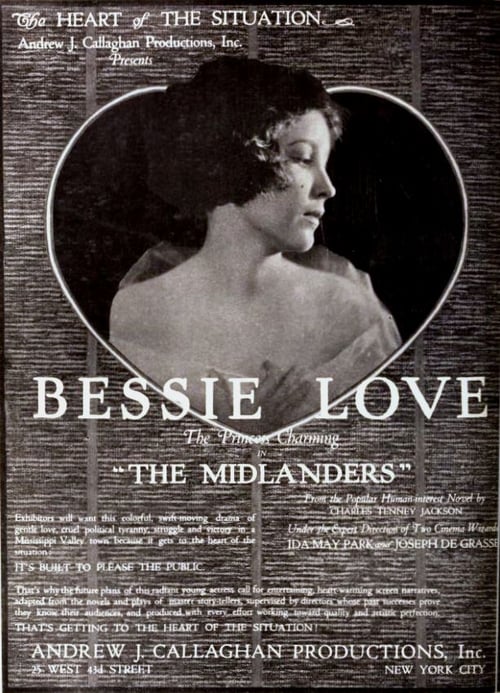 The HEART of THE SITUATION.
Andrew J. Callaghan Productions, Inc.
Presents
BESSIE LOVE
The Princess Charming
IN
"THE MIDLANDERS"
From the Popular Human-interest Novel by
CHARLES TENNEY JACKSON
Under the Expert Direction of Two Cinema Wizards
IDA MAY PARK and JOSEPH DE GRASSE
Exhibitors will want this colorful, swift-moving drama of
gentle love, cruel political tyranny, struggle and victory in a
Mississippi Valley town because it gets to the heart of the
situation.
IT'S BUILT TO PLEASE THE PUBLIC.
That's why the future plans of this radiant young actress call for entertaining, heart-warming screen narratives,
adapted from the novels and plays of master story-tellers, supervised by directors whose past successes prove
they know their audiences, and produced with every effort working toward quality and artistic perfection.
THAT'S GETTING TO THE HEART OF THE SITUATION!
ANDREW J. CALLAGHAN PRODUCTIONS, Inc.
25 WEST 43d STREET NEW YORK CITY